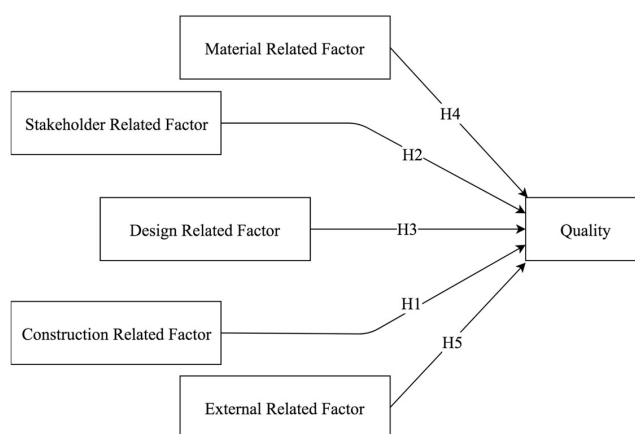 Material Related Factor
H4
Stakeholder Related Factor
H2
Design Related Factor
H3
Quality
H1
Construction Related Factor
H5
External Related Factor